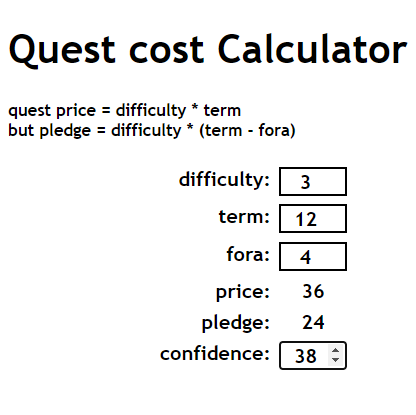 Quest cost Calculator
quest price = difficulty * term
but pledge = difficulty * (term - fora)
difficulty: 3
term: 12
fora: 4
price: 36
pledge: 24
confidence: 38